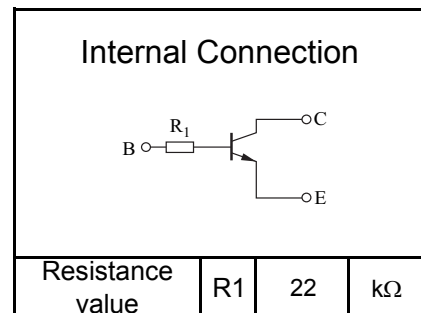 Internal Connection
C
R1
B
E
Resistance value R1 22 kΩ